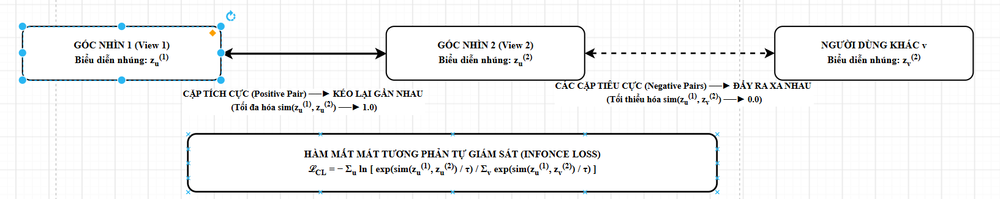 GÓC NHÌN 1 (View 1)
Biểu diễn nhúng: zᵤ⁽¹⁾
GÓC NHÌN 2 (View 2)
Biểu diễn nhúng: zᵤ⁽²⁾
NGƯỜI DÙNG KHÁC v
Biểu diễn nhúng: zᵥ⁽²⁾
CẶP TÍCH CỰC (Positive Pair) ──► KÉO LẠI GẦN NHAU
(Tối đa hóa sim(zᵤ⁽¹⁾, zᵤ⁽²⁾) ──► 1.0)
CÁC CẶP TIÊU CỰC (Negative Pairs) ──► ĐẨY RA XA NHAU
(Tối thiểu hóa sim(zᵤ⁽¹⁾, zᵥ⁽²⁾) ──► 0.0)
HÀM MẤT MÁT TƯƠNG PHẢN TỰ GIÁM SÁT (INFONCE LOSS)
ℒ_CL = − Σᵤ ln [ exp(sim(zᵤ⁽¹⁾, zᵤ⁽²⁾) / τ) / Σᵥ exp(sim(zᵤ⁽¹⁾, zᵥ⁽²⁾) / τ) ]